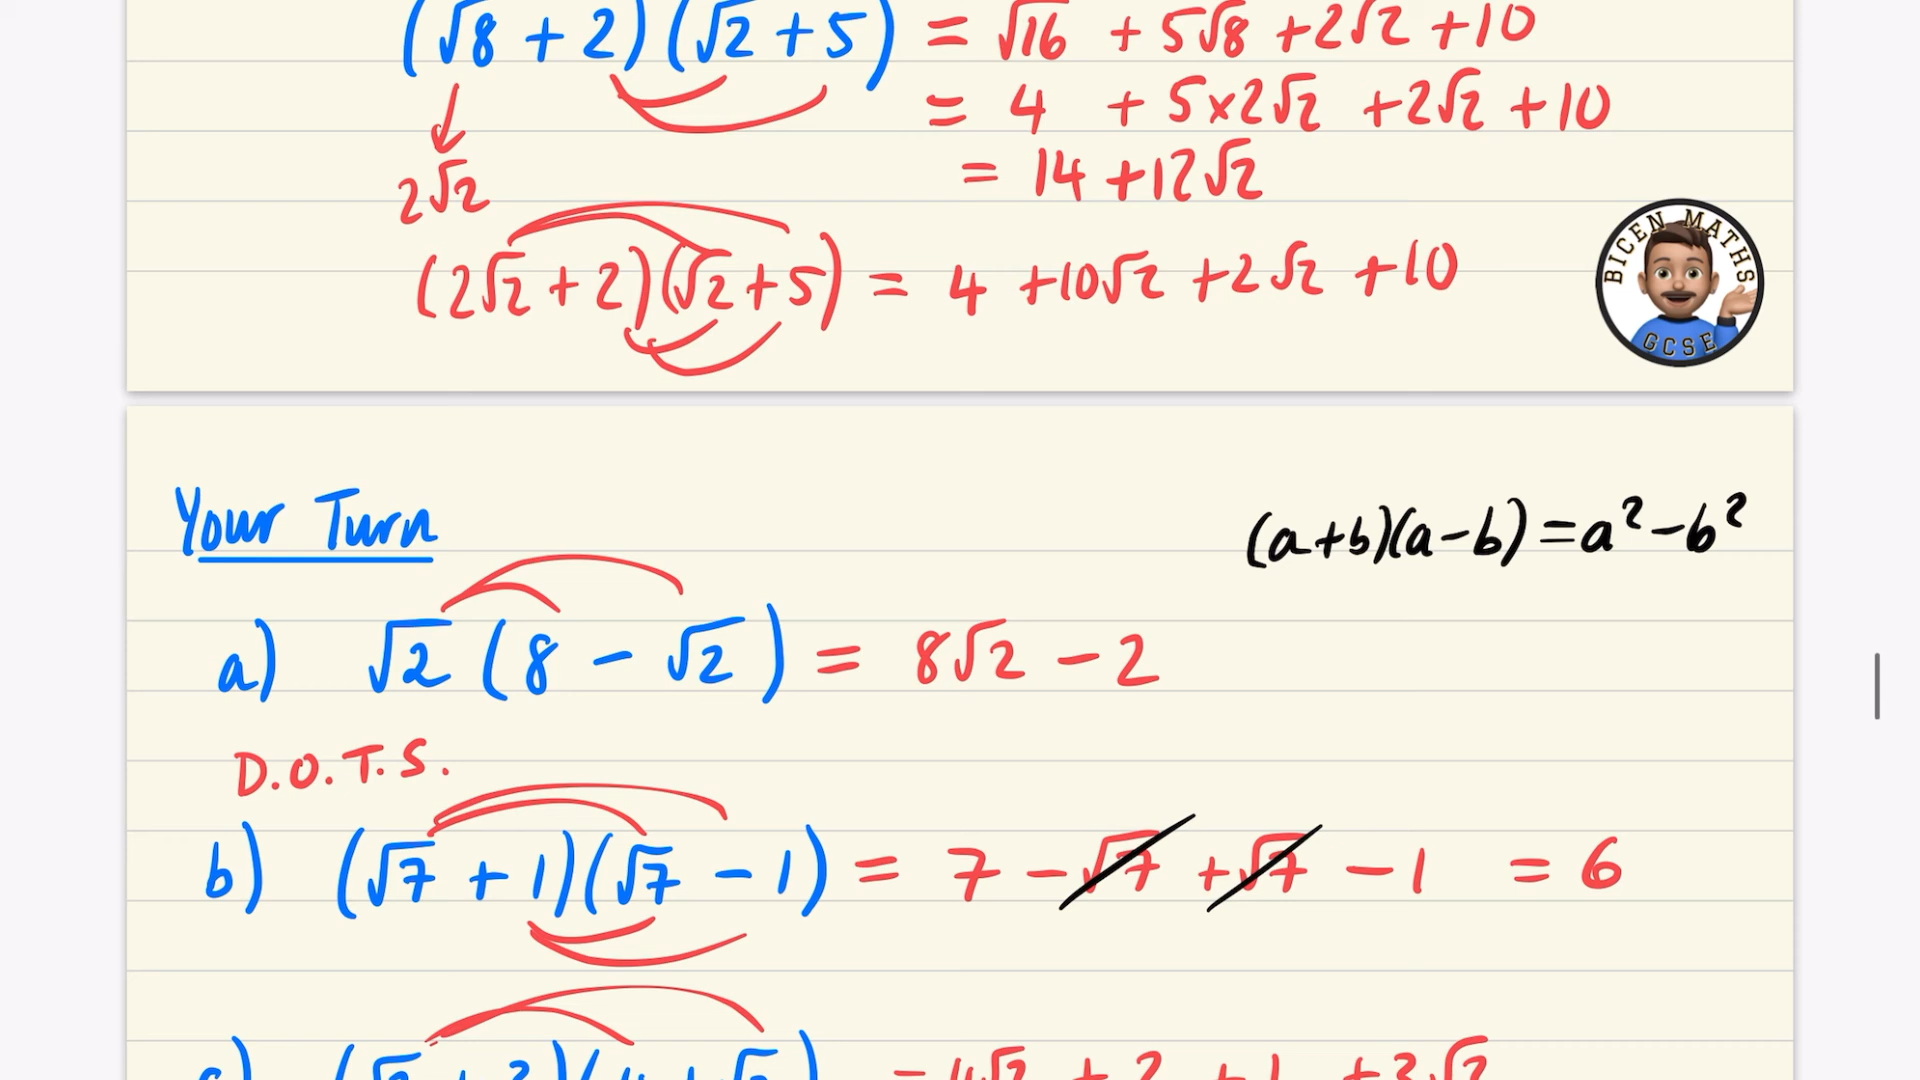 (√8 + 2)(√2 + 5) = √16 + 5√8 + 2√2 + 10
= 4 + 5×2√2 + 2√2 + 10
2√2
= 14 + 12√2
(2√2 + 2)(√2 + 5) = 4 + 10√2 + 2√2 + 10
BICEN MATHS
GCSE
Your Turn
(a+b)(a-b) = a² - b²
a) √2 (8 - √2) = 8√2 - 2
D.O.T.S.
b) (√7 + 1)(√7 - 1) = 7 - √7 + √7 - 1 = 6